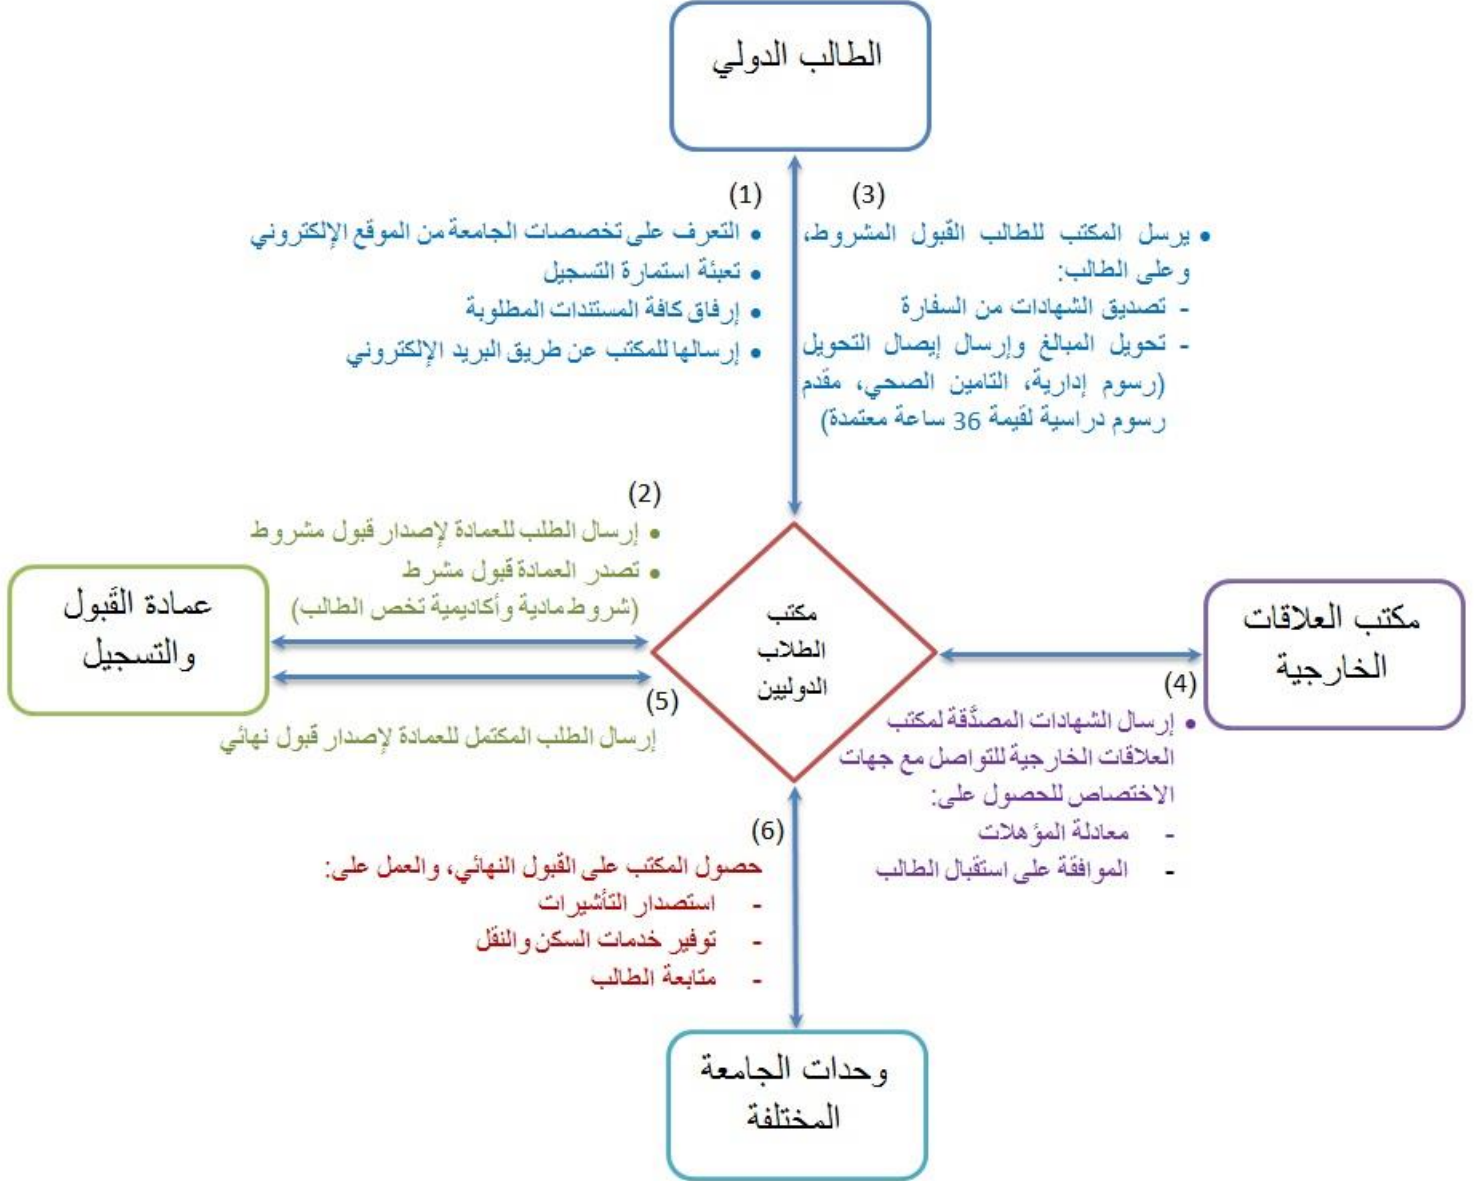 الطالب الدولي
(1)
• التعرف على تخصصات الجامعة من الموقع الإلكتروني
• تعبئة استمارة التسجيل
• إرفاق كافة المستندات المطلوبة
• إرسالها للمكتب عن طريق البريد الإلكتروني
(3)
• يرسل المكتب للطالب القَبول المشروط،
وعلى الطالب:
- تصديق الشهادات من السفارة
- تحويل المبالغ وإرسال إيصال التحويل
(رسوم إدارية، التامين الصحي، مقدم
رسوم دراسية لقيمة 36 ساعة معتمدة)
(2)
• إرسال الطلب للعمادة لإصدار قبول مشروط
• تصدر العمادة قبول مشرط
(شروط مادية وأكاديمية تخص الطالب)
عمادة القَبول
والتسجيل
مكتب
الطلاب
الدوليين
مكتب العلاقات
الخارجية
(5)
إرسال الطلب المكتمل للعمادة لإصدار قبول نهائي
(4)
• إرسال الشهادات المصدَّقة لمكتب
العلاقات الخارجية للتواصل مع جهات
الاختصاص للحصول على:
- معادلة المؤهلات
- الموافقة على استقبال الطالب
(6)
حصول المكتب على القَبول النهائي، والعمل على:
- استصدار التأشيرات
- توفير خدمات السكن والنقل
- متابعة الطالب
وحدات الجامعة
المختلفة